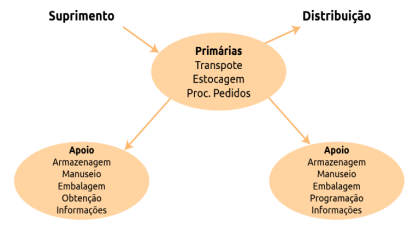 Suprimento
Distribuição
Primárias
Transpote
Estocagem
Proc. Pedidos
Apoio
Armazenagem
Manuseio
Embalagem
Obtenção
Informações
Apoio
Armazenagem
Manuseio
Embalagem
Programação
Informações